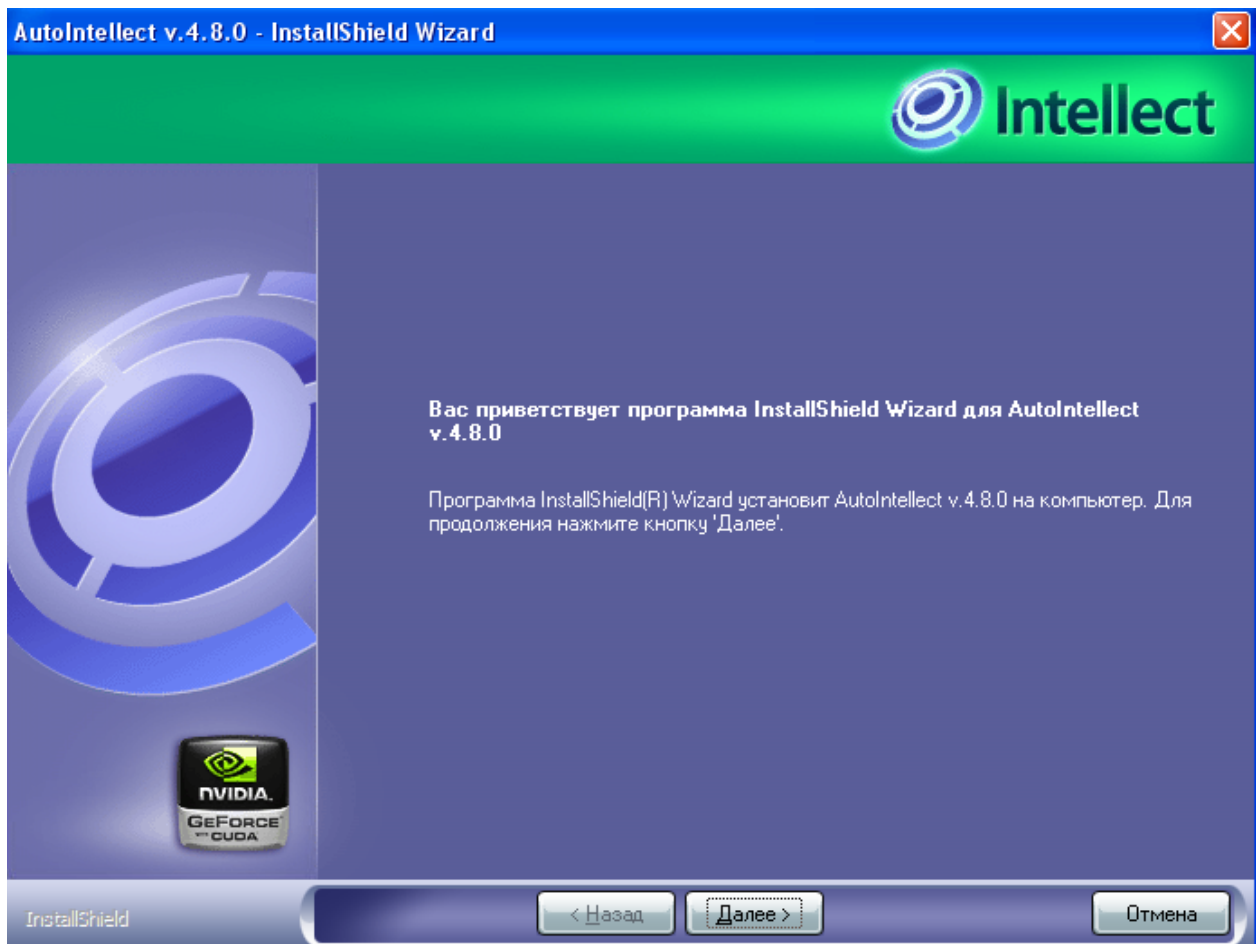 AutoIntellect v.4.8.0 - InstallShield Wizard
Intellect
Вас приветствует программа InstallShield Wizard для AutoIntellect
v.4.8.0
Программа InstallShield(R) Wizard установит AutoIntellect v.4.8.0 на компьютер. Для
продолжения нажмите кнопку 'Далее'.
NVIDIA.
GEFORCE
WITH CUDA
InstallShield
< Назад
Далее >
Отмена